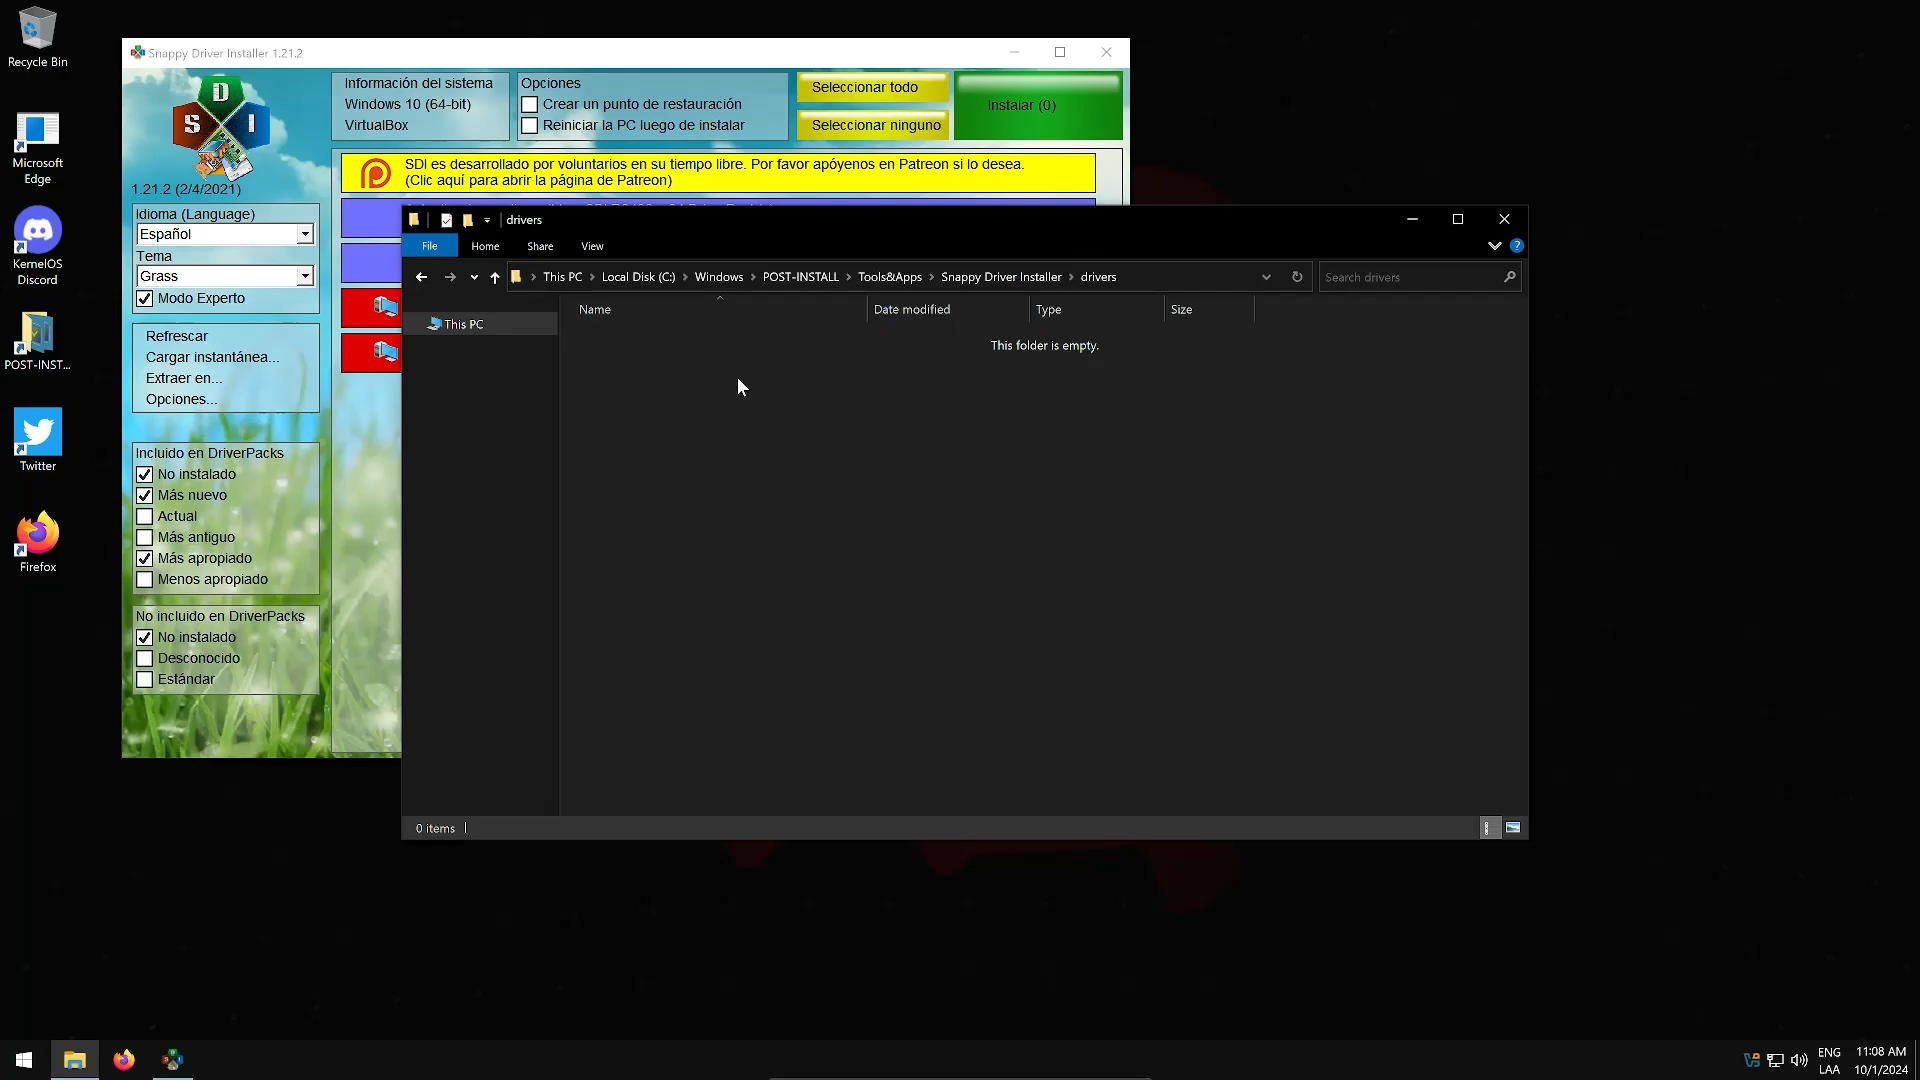 Recycle Bin
Microsoft
Edge
KernelOS
Discord
POST-INST...
Twitter
Firefox
Snappy Driver Installer 1.21.2
D
S
I
1.21.2 (2/4/2021)
Información del sistema
Windows 10 (64-bit)
VirtualBox
Opciones
Crear un punto de restauración
Reiniciar la PC luego de instalar
Seleccionar todo
Seleccionar ninguno
Instalar (0)
SDI es desarrollado por voluntarios en su tiempo libre. Por favor apóyenos en Patreon si lo desea.
(Clic aquí para abrir la página de Patreon)
Idioma (Language)
Español
Tema
Grass
Modo Experto
Refrescar
Cargar instantánea...
Extraer en...
Opciones...
Incluido en DriverPacks
No instalado
Más nuevo
Actual
Más antiguo
Más apropiado
Menos apropiado
No incluido en DriverPacks
No instalado
Desconocido
Estándar
drivers
File
Home
Share
View
?
This PC
Local Disk (C:)
Windows
POST-INSTALL
Tools&Apps
Snappy Driver Installer
drivers
Search drivers
This PC
Name
Date modified
Type
Size
This folder is empty.
0 items
ENG
LAA
11:08 AM
10/1/2024